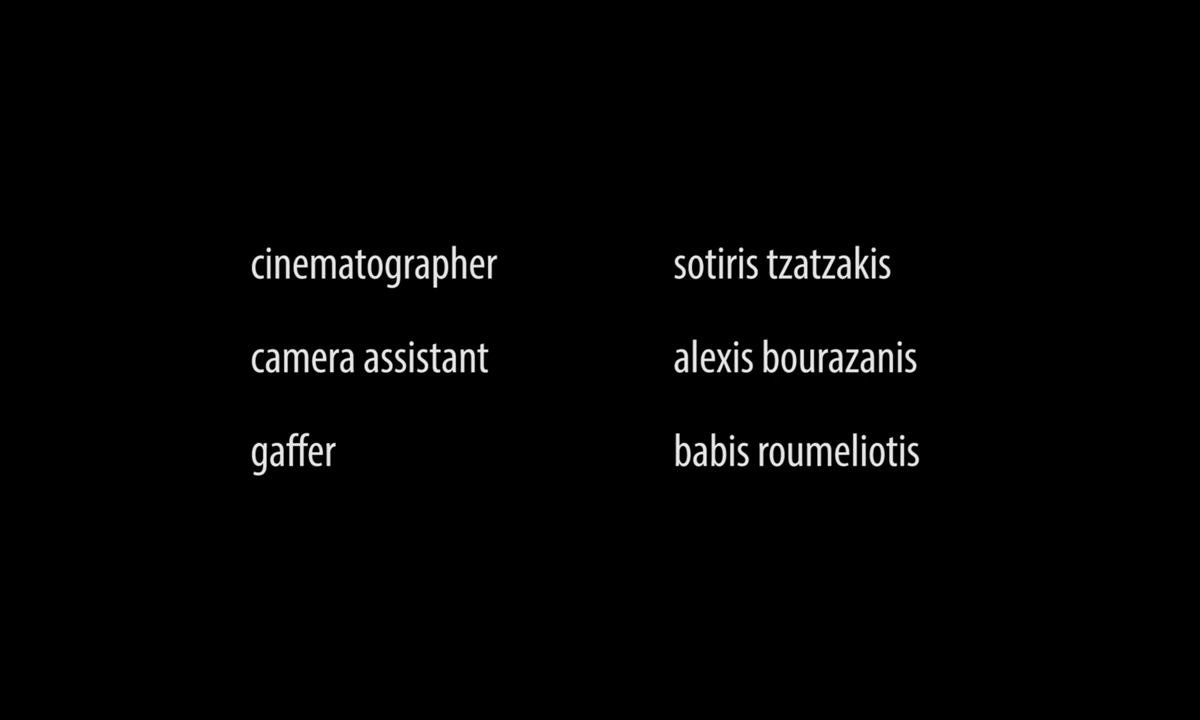 cinematographer sotiris tzatzakis
camera assistant alexis bourazanis
gaffer babis roumeliotis